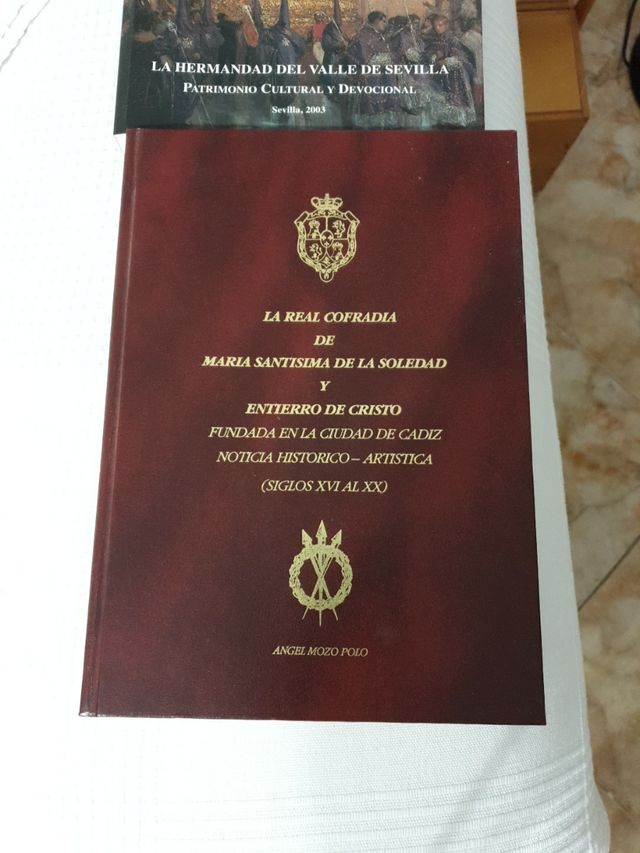 LA HERMANDAD DEL VALLE DE SEVILLA
PATRIMONIO CULTURAL Y DEVOCIONAL
Sevilla, 2003
LA REAL COFRADIA
DE
MARIA SANTISIMA DE LA SOLEDAD
Y
ENTIERRO DE CRISTO
FUNDADA EN LA CIUDAD DE CADIZ
NOTICIA HISTORICO – ARTISTICA
(SIGLOS XVI AL XX)
ANGEL MOZO POLO